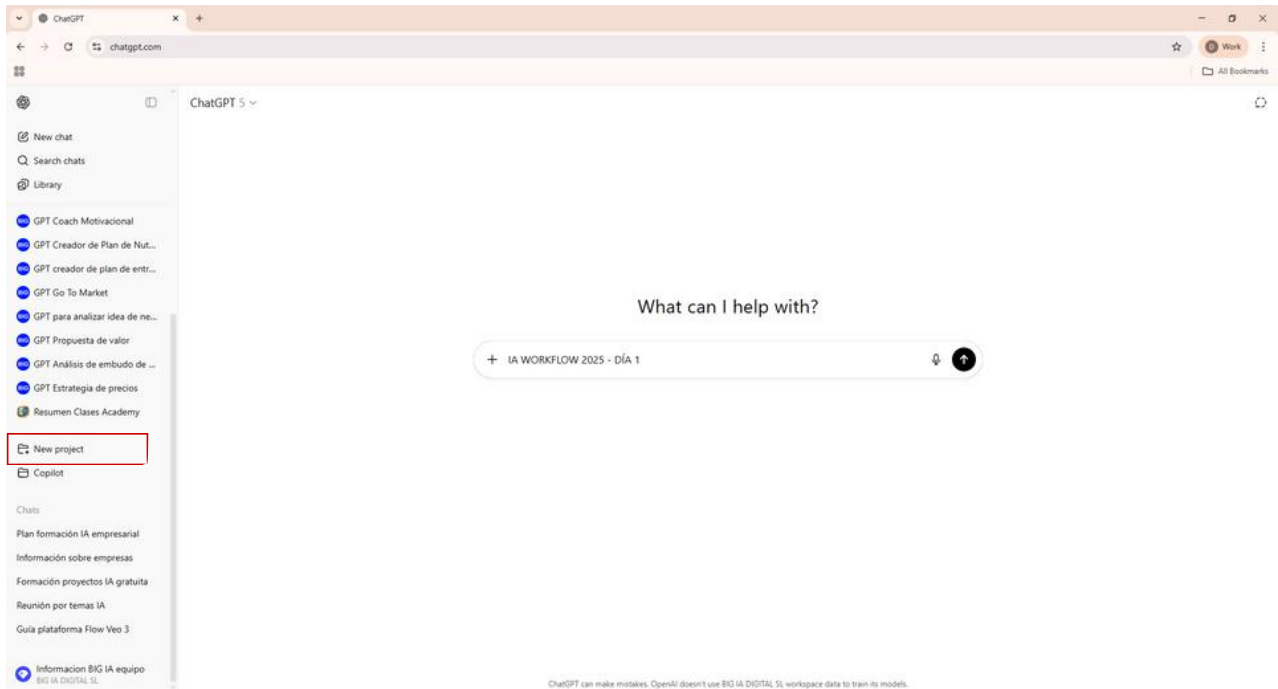 ChatGPT
chatgpt.com
Work
All Bookmarks
ChatGPT 5
New chat
Search chats
Library
GPT Coach Motivacional
GPT Creador de Plan de Nut...
GPT creador de plan de entr...
GPT Go To Market
GPT para analizar idea de ne...
GPT Propuesta de valor
GPT Análisis de embudo de ...
GPT Estrategia de precios
Resumen Clases Academy
New project
Copilot
Chats
Plan formación IA empresarial
Información sobre empresas
Formación proyectos IA gratuita
Reunión por temas IA
Guía plataforma Flow Veo 3
Informacion BIG IA equipo
BIG IA DIGITAL SL
What can I help with?
IA WORKFLOW 2025 - DÍA 1
ChatGPT can make mistakes. OpenAI doesn't use BIG IA DIGITAL SL workspace data to train its models.